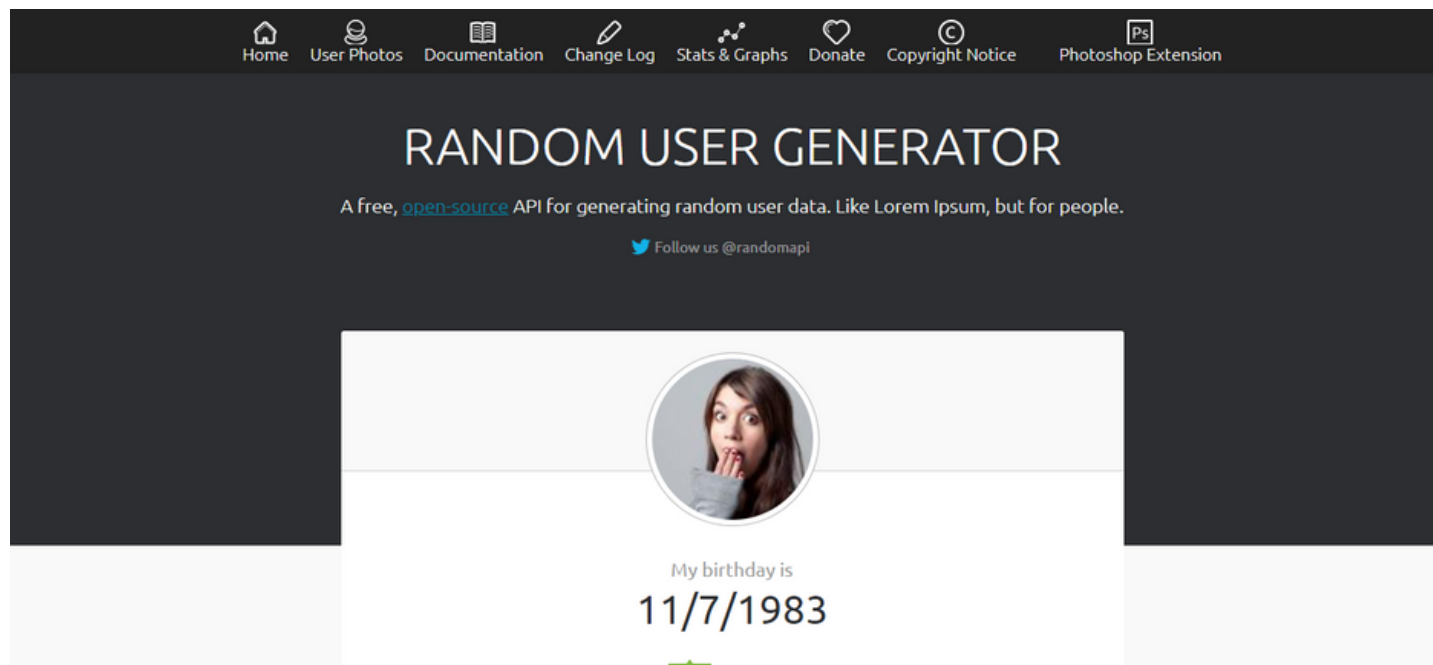 Home User Photos Documentation Change Log Stats & Graphs Donate Copyright Notice Ps Photoshop Extension
RANDOM USER GENERATOR
A free, open-source API for generating random user data. Like Lorem Ipsum, but for people.
Follow us @randomapi
My birthday is
11/7/1983